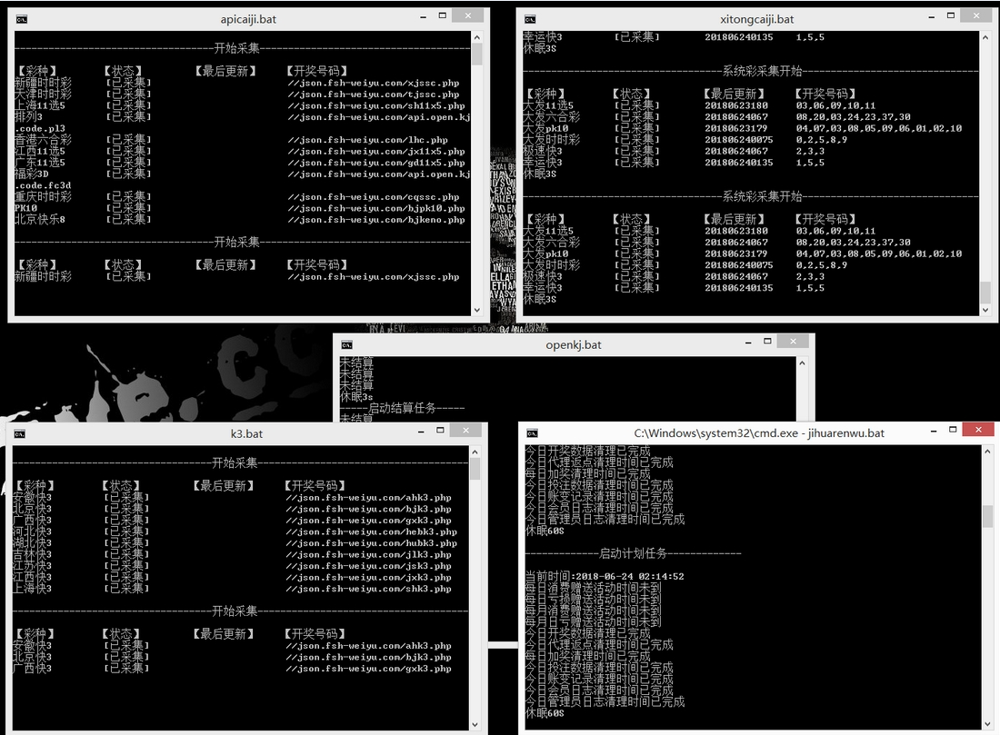 apicaiji.bat
----------------------------------开始采集------------------------------------
【彩种】 【状态】 【最后更新】 【开奖号码】
新疆时时彩 [已采集] //json.fsh-weiyu.com/xjssc.php
天津时时彩 [已采集] //json.fsh-weiyu.com/tjssc.php
上海11选5 [已采集] //json.fsh-weiyu.com/sh11x5.php
排列3 [已采集] //json.fsh-weiyu.com/api.open.kj
.code.pl3
香港六合彩 [已采集] //json.fsh-weiyu.com/lhc.php
江西11选5 [已采集] //json.fsh-weiyu.com/jx11x5.php
广东11选5 [已采集] //json.fsh-weiyu.com/gd11x5.php
福彩3D [已采集] //json.fsh-weiyu.com/api.open.kj
.code.fc3d
重庆时时彩 [已采集] //json.fsh-weiyu.com/cqssc.php
PK10 [已采集] //json.fsh-weiyu.com/bjpk10.php
北京快乐8 [已采集] //json.fsh-weiyu.com/bjkeno.php
----------------------------------开始采集------------------------------------
【彩种】 【状态】 【最后更新】 【开奖号码】
新疆时时彩 [已采集] //json.fsh-weiyu.com/xjssc.php
xitongcaiji.bat
幸运快3 [已采集] 201806240135 1,5,5
休眠3S
----------------------------------系统彩采集开始------------------------------
【彩种】 【状态】 【最后更新】 【开奖号码】
大发11选5 [已采集] 20180623180 03,06,09,10,11
大发六合彩 [已采集] 20180624067 08,20,03,24,23,37,30
大发pk10 [已采集] 20180623179 04,07,03,08,05,09,06,01,02,10
大发时时彩 [已采集] 201806240075 0,2,5,8,9
极速快3 [已采集] 20180624067 2,3,3
幸运快3 [已采集] 201806240135 1,5,5
休眠3S
----------------------------------系统彩采集开始------------------------------
【彩种】 【状态】 【最后更新】 【开奖号码】
大发11选5 [已采集] 20180623180 03,06,09,10,11
大发六合彩 [已采集] 20180624067 08,20,03,24,23,37,30
大发pk10 [已采集] 20180623179 04,07,03,08,05,09,06,01,02,10
大发时时彩 [已采集] 201806240075 0,2,5,8,9
极速快3 [已采集] 20180624067 2,3,3
幸运快3 [已采集] 201806240135 1,5,5
休眠3S
openkj.bat
未结算
未结算
未结算
休眠3s
-----启动结算任务-----
未结算
k3.bat
----------------------------------开始采集------------------------------------
【彩种】 【状态】 【最后更新】 【开奖号码】
安徽快3 [已采集] //json.fsh-weiyu.com/ahk3.php
北京快3 [已采集] //json.fsh-weiyu.com/bjk3.php
广西快3 [已采集] //json.fsh-weiyu.com/gxk3.php
河北快3 [已采集] //json.fsh-weiyu.com/hebk3.php
湖北快3 [已采集] //json.fsh-weiyu.com/hubk3.php
吉林快3 [已采集] //json.fsh-weiyu.com/jlk3.php
江苏快3 [已采集] //json.fsh-weiyu.com/jsk3.php
江西快3 [已采集] //json.fsh-weiyu.com/jxk3.php
上海快3 [已采集] //json.fsh-weiyu.com/shk3.php
----------------------------------开始采集------------------------------------
【彩种】 【状态】 【最后更新】 【开奖号码】
安徽快3 [已采集] //json.fsh-weiyu.com/ahk3.php
北京快3 [已采集] //json.fsh-weiyu.com/bjk3.php
广西快3 [已采集] //json.fsh-weiyu.com/gxk3.php
C:\Windows\system32\cmd.exe - jihuarenwu.bat
今日开奖数据清理已完成
今日代理返点清理时间已完成
每日加奖清理时间已完成
今日投注数据清理已完成
今日账变记录清理时间已完成
今日会员日志清理时间已完成
今日管理员日志清理时间已完成
休眠60S
-------------启动计划任务-------------
当前时间:2018-06-24 02:14:52
每日消费赠送活动时间未到
每日亏损赠送活动时间未到
每月消费赠送活动时间未到
每月日亏赠送活动时间未到
今日开奖数据清理已完成
今日代理返点清理时间已完成
每日加奖清理时间已完成
今日投注数据清理时间已完成
今日账变记录清理时间已完成
今日会员日志清理时间已完成
今日管理员日志清理时间已完成
休眠60S